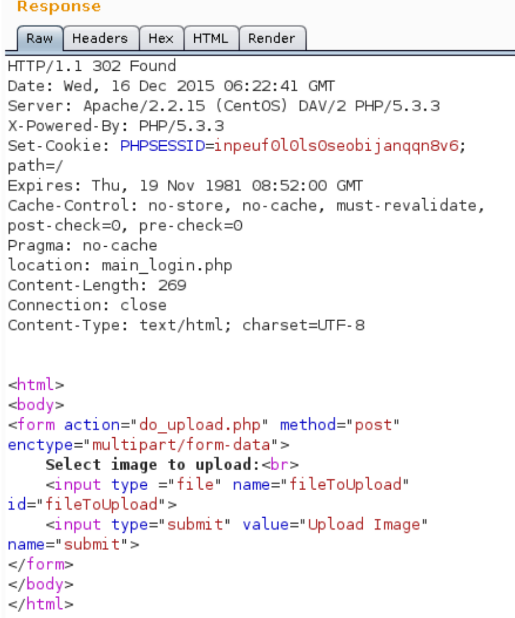 Response
Raw Headers Hex HTML Render
HTTP/1.1 302 Found
Date: Wed, 16 Dec 2015 06:22:41 GMT
Server: Apache/2.2.15 (CentOS) DAV/2 PHP/5.3.3
X-Powered-By: PHP/5.3.3
Set-Cookie: PHPSESSID=inpeuf0l0ls0seobijanqqn8v6;
path=/
Expires: Thu, 19 Nov 1981 08:52:00 GMT
Cache-Control: no-store, no-cache, must-revalidate,
post-check=0, pre-check=0
Pragma: no-cache
location: main_login.php
Content-Length: 269
Connection: close
Content-Type: text/html; charset=UTF-8
<html>
<body>
<form action="do_upload.php" method="post"
enctype="multipart/form-data">
    Select image to upload:<br>
    <input type ="file" name="fileToUpload"
id="fileToUpload">
    <input type="submit" value="Upload Image"
name="submit">
</form>
</body>
</html>